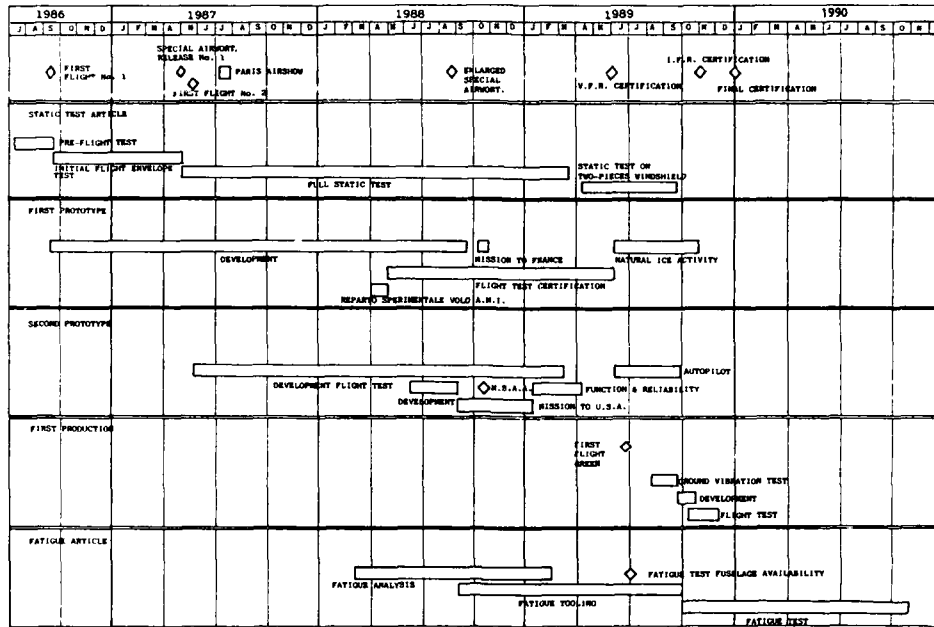 1986 1987 1988 1989 1990
J A S O N D J F M A M J J A S O N D J F M A M J J A S O N D J F M A M J J A S O N D J F M A M J J A S O N D
FIRST
FLIGHT No. 1
SPECIAL AIRWORT.
RELEASE No. 1
FIRST FLIGHT No. 2
PARIS AIRSHOW
ENLARGED
SPECIAL
AIRWORT.
V.F.R. CERTIFICATION
I.F.R. CERTIFICATION
FINAL CERTIFICATION
STATIC TEST ARTICLE
PRE-FLIGHT TEST
INITIAL FLIGHT ENVELOPE
TEST
FULL STATIC TEST
STATIC TEST ON
TWO-PIECES WINDSHIELD
FIRST PROTOTYPE
DEVELOPMENT
MISSION TO FRANCE
NATURAL ICE ACTIVITY
FLIGHT TEST CERTIFICATION
REPARTO SPERIMENTALE VOLO A.M.I.
SECOND PROTOTYPE
AUTOPILOT
DEVELOPMENT FLIGHT TEST
N.B.A.A.
FUNCTION & RELIABILITY
DEVELOPMENT
MISSION TO U.S.A.
FIRST PRODUCTION
FIRST
FLIGHT
GREEN
GROUND VIBRATION TEST
DEVELOPMENT
FLIGHT TEST
FATIGUE ARTICLE
FATIGUE ANALYSIS
FATIGUE TEST FUSELAGE AVAILABILITY
FATIGUE TOOLING
FATIGUE TEST